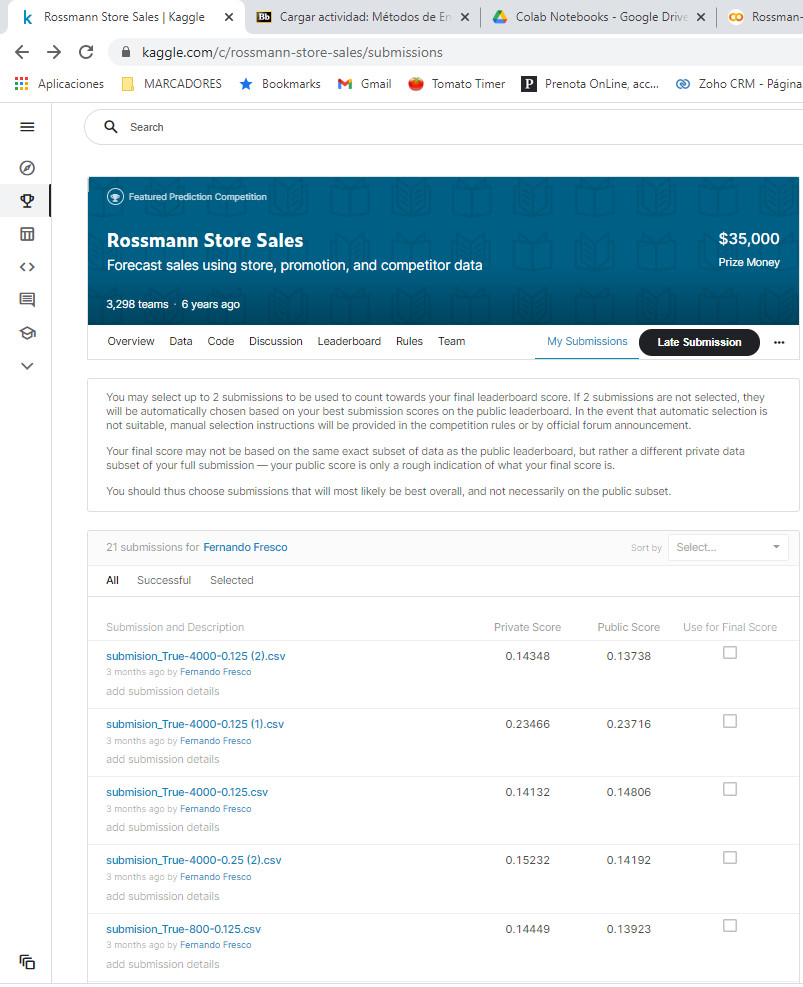 Rossmann Store Sales | Kaggle
Cargar actividad: Métodos de En
Colab Notebooks - Google Drive
Rossman-
kaggle.com/c/rossmann-store-sales/submissions
Aplicaciones MARCADORES Bookmarks Gmail Tomato Timer Prenota OnLine, acc... Zoho CRM - Página
Search
Featured Prediction Competition
Rossmann Store Sales
Forecast sales using store, promotion, and competitor data
$35,000
Prize Money
3,298 teams · 6 years ago
Overview Data Code Discussion Leaderboard Rules Team My Submissions Late Submission
You may select up to 2 submissions to be used to count towards your final leaderboard score. If 2 submissions are not selected, they
will be automatically chosen based on your best submission scores on the public leaderboard. In the event that automatic selection is
not suitable, manual selection instructions will be provided in the competition rules or by official forum announcement.
Your final score may not be based on the same exact subset of data as the public leaderboard, but rather a different private data
subset of your full submission — your public score is only a rough indication of what your final score is.
You should thus choose submissions that will most likely be best overall, and not necessarily on the public subset.
21 submissions for Fernando Fresco Sort by Select...
All Successful Selected
Submission and Description Private Score Public Score Use for Final Score
submision_True-4000-0.125 (2).csv 0.14348 0.13738
3 months ago by Fernando Fresco
add submission details
submision_True-4000-0.125 (1).csv 0.23466 0.23716
3 months ago by Fernando Fresco
add submission details
submision_True-4000-0.125.csv 0.14132 0.14806
3 months ago by Fernando Fresco
add submission details
submision_True-4000-0.25 (2).csv 0.15232 0.14192
3 months ago by Fernando Fresco
add submission details
submision_True-800-0.125.csv 0.14449 0.13923
3 months ago by Fernando Fresco
add submission details